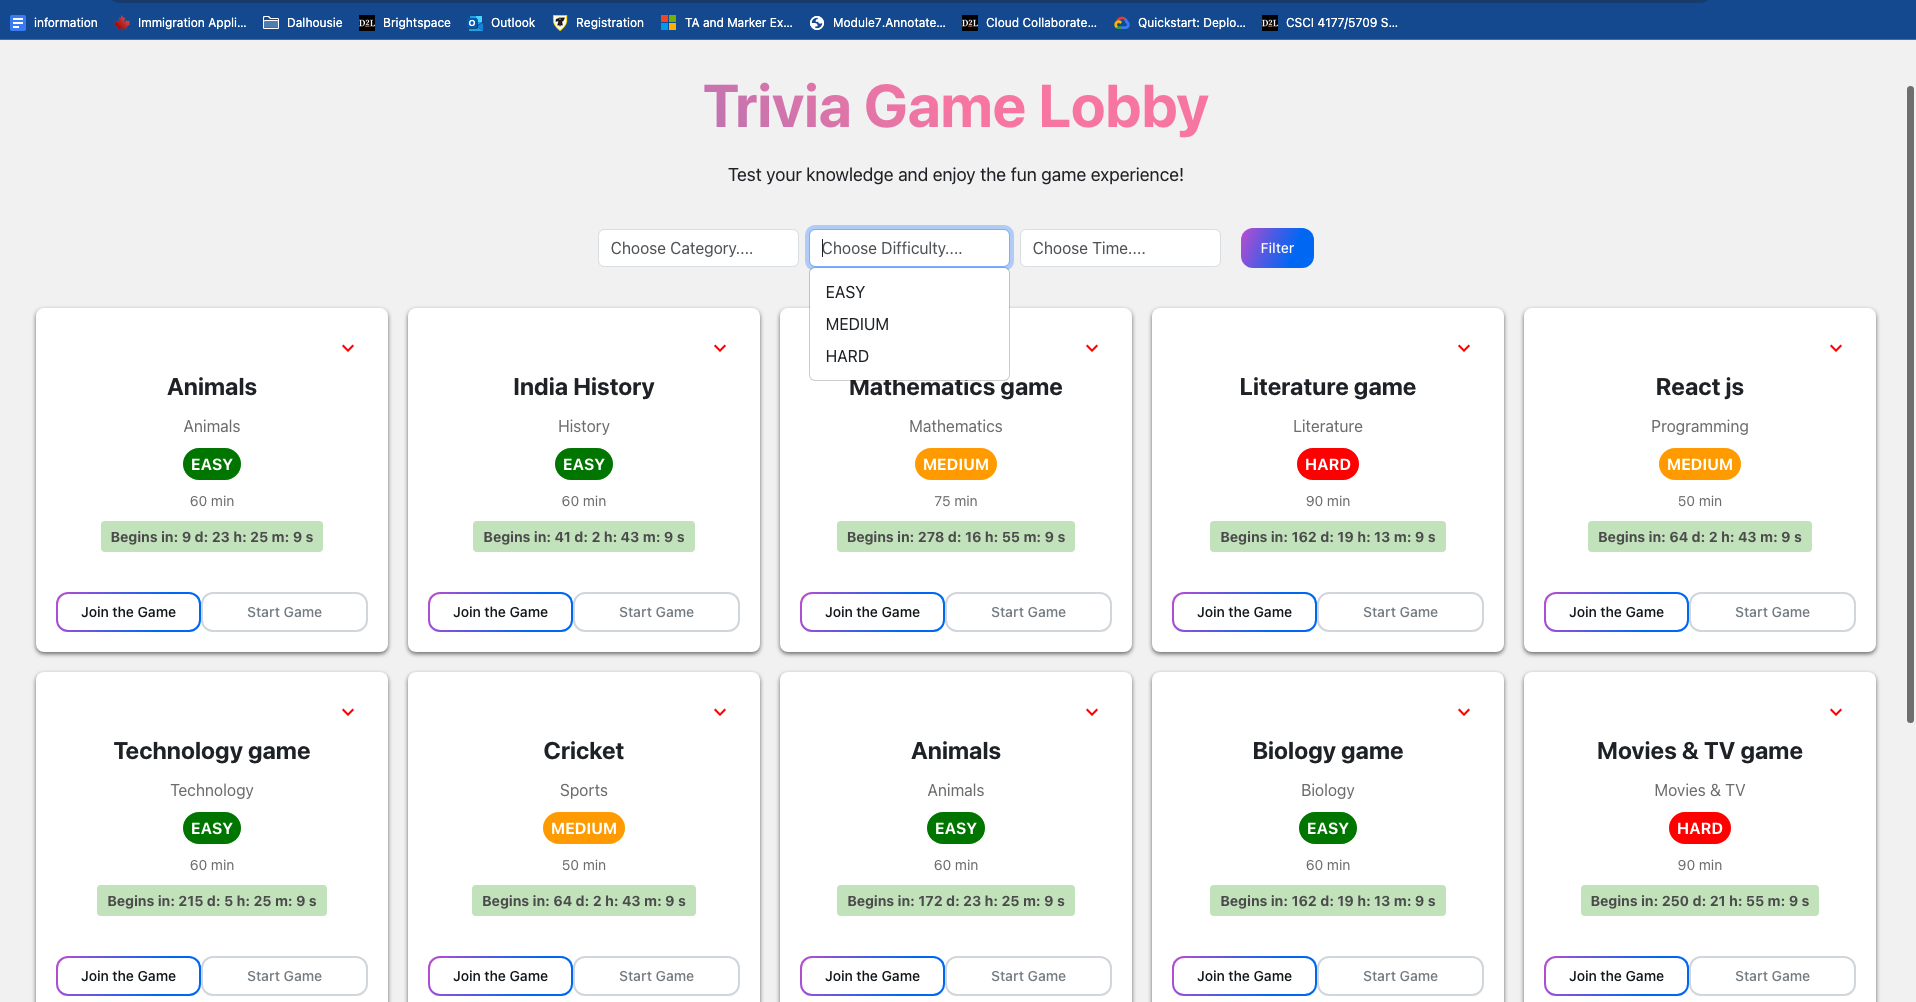 information
Immigration Appli...
Dalhousie
D2L Brightspace
Outlook
Registration
TA and Marker Ex...
Module7.Annotate...
D2L Cloud Collaborate...
Quickstart: Deplo...
D2L CSCI 4177/5709 S...
Trivia Game Lobby
Test your knowledge and enjoy the fun game experience!
Choose Category....
Choose Difficulty....
Choose Time....
Filter
EASY
MEDIUM
HARD
Animals
Animals
EASY
60 min
Begins in: 9 d: 23 h: 25 m: 9 s
Join the Game
Start Game
India History
History
EASY
60 min
Begins in: 41 d: 2 h: 43 m: 9 s
Join the Game
Start Game
Mathematics game
Mathematics
MEDIUM
75 min
Begins in: 278 d: 16 h: 55 m: 9 s
Join the Game
Start Game
Literature game
Literature
HARD
90 min
Begins in: 162 d: 19 h: 13 m: 9 s
Join the Game
Start Game
React js
Programming
MEDIUM
50 min
Begins in: 64 d: 2 h: 43 m: 9 s
Join the Game
Start Game
Technology game
Technology
EASY
60 min
Begins in: 215 d: 5 h: 25 m: 9 s
Join the Game
Start Game
Cricket
Sports
MEDIUM
50 min
Begins in: 64 d: 2 h: 43 m: 9 s
Join the Game
Start Game
Animals
Animals
EASY
60 min
Begins in: 172 d: 23 h: 25 m: 9 s
Join the Game
Start Game
Biology game
Biology
EASY
60 min
Begins in: 162 d: 19 h: 13 m: 9 s
Join the Game
Start Game
Movies & TV game
Movies & TV
HARD
90 min
Begins in: 250 d: 21 h: 55 m: 9 s
Join the Game
Start Game